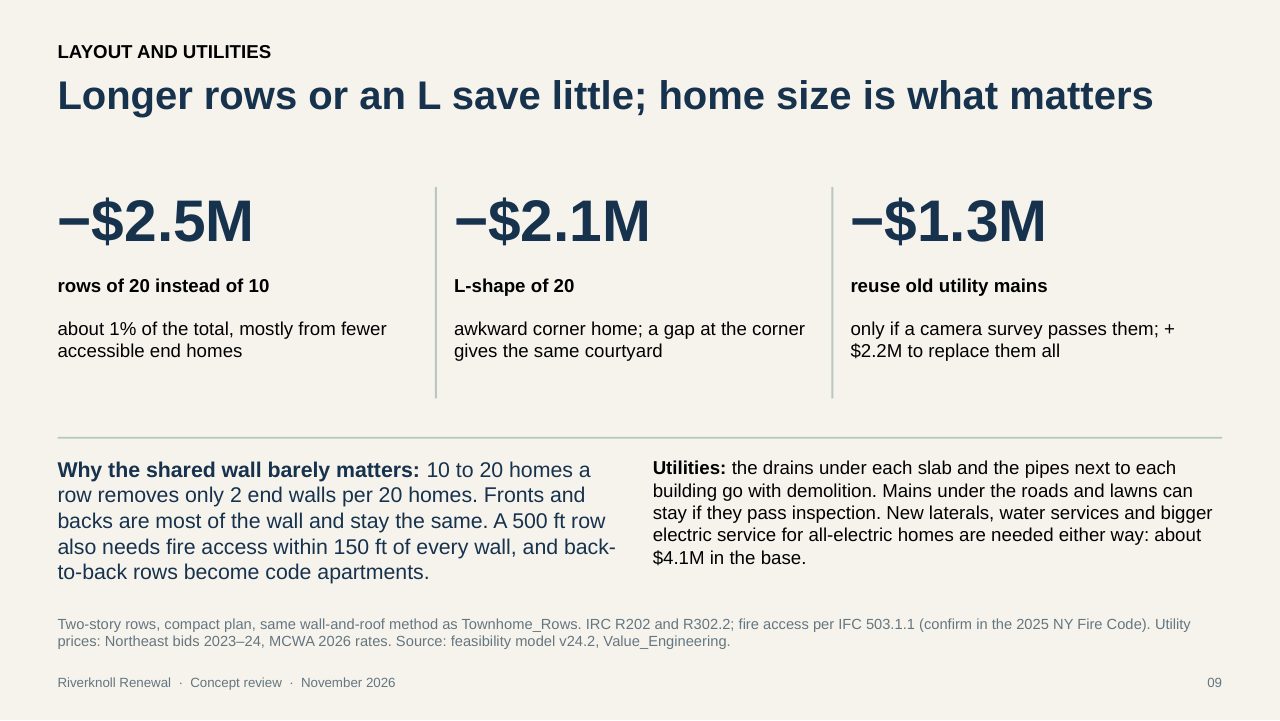 LAYOUT AND UTILITIES
Longer rows or an L save little; home size is what matters
−$2.5M
rows of 20 instead of 10
about 1% of the total, mostly from fewer
accessible end homes
−$2.1M
L-shape of 20
awkward corner home; a gap at the corner
gives the same courtyard
−$1.3M
reuse old utility mains
only if a camera survey passes them; +
$2.2M to replace them all
Why the shared wall barely matters: 10 to 20 homes a
row removes only 2 end walls per 20 homes. Fronts and
backs are most of the wall and stay the same. A 500 ft row
also needs fire access within 150 ft of every wall, and back-
to-back rows become code apartments.
Utilities: the drains under each slab and the pipes next to each
building go with demolition. Mains under the roads and lawns can
stay if they pass inspection. New laterals, water services and bigger
electric service for all-electric homes are needed either way: about
$4.1M in the base.
Two-story rows, compact plan, same wall-and-roof method as Townhome_Rows. IRC R202 and R302.2; fire access per IFC 503.1.1 (confirm in the 2025 NY Fire Code). Utility
prices: Northeast bids 2023–24, MCWA 2026 rates. Source: feasibility model v24.2, Value_Engineering.
Riverknoll Renewal · Concept review · November 2026
09